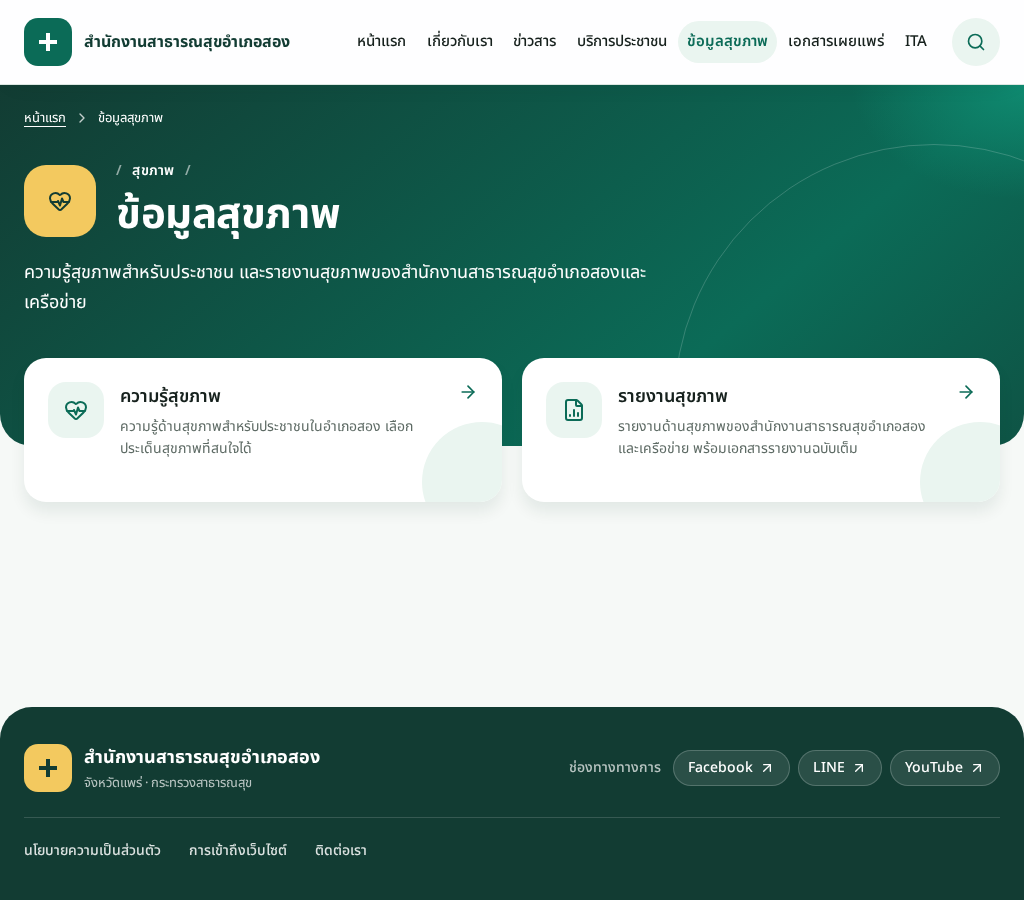 สำนักงานสาธารณสุขอำเภอสอง
หน้าแรก เกี่ยวกับเรา ข่าวสาร บริการประชาชน ข้อมูลสุขภาพ เอกสารเผยแพร่ ITA
หน้าแรก ข้อมูลสุขภาพ
/ สุขภาพ /
ข้อมูลสุขภาพ
ความรู้สุขภาพสำหรับประชาชน และรายงานสุขภาพของสำนักงานสาธารณสุขอำเภอสองและ
เครือข่าย
ความรู้สุขภาพ
ความรู้ด้านสุขภาพสำหรับประชาชนในอำเภอสอง เลือก
ประเด็นสุขภาพที่สนใจได้
รายงานสุขภาพ
รายงานด้านสุขภาพของสำนักงานสาธารณสุขอำเภอสอง
และเครือข่าย พร้อมเอกสารรายงานฉบับเต็ม
สำนักงานสาธารณสุขอำเภอสอง
จังหวัดแพร่ · กระทรวงสาธารณสุข
ช่องทางทางการ Facebook LINE YouTube
นโยบายความเป็นส่วนตัว การเข้าถึงเว็บไซต์ ติดต่อเรา